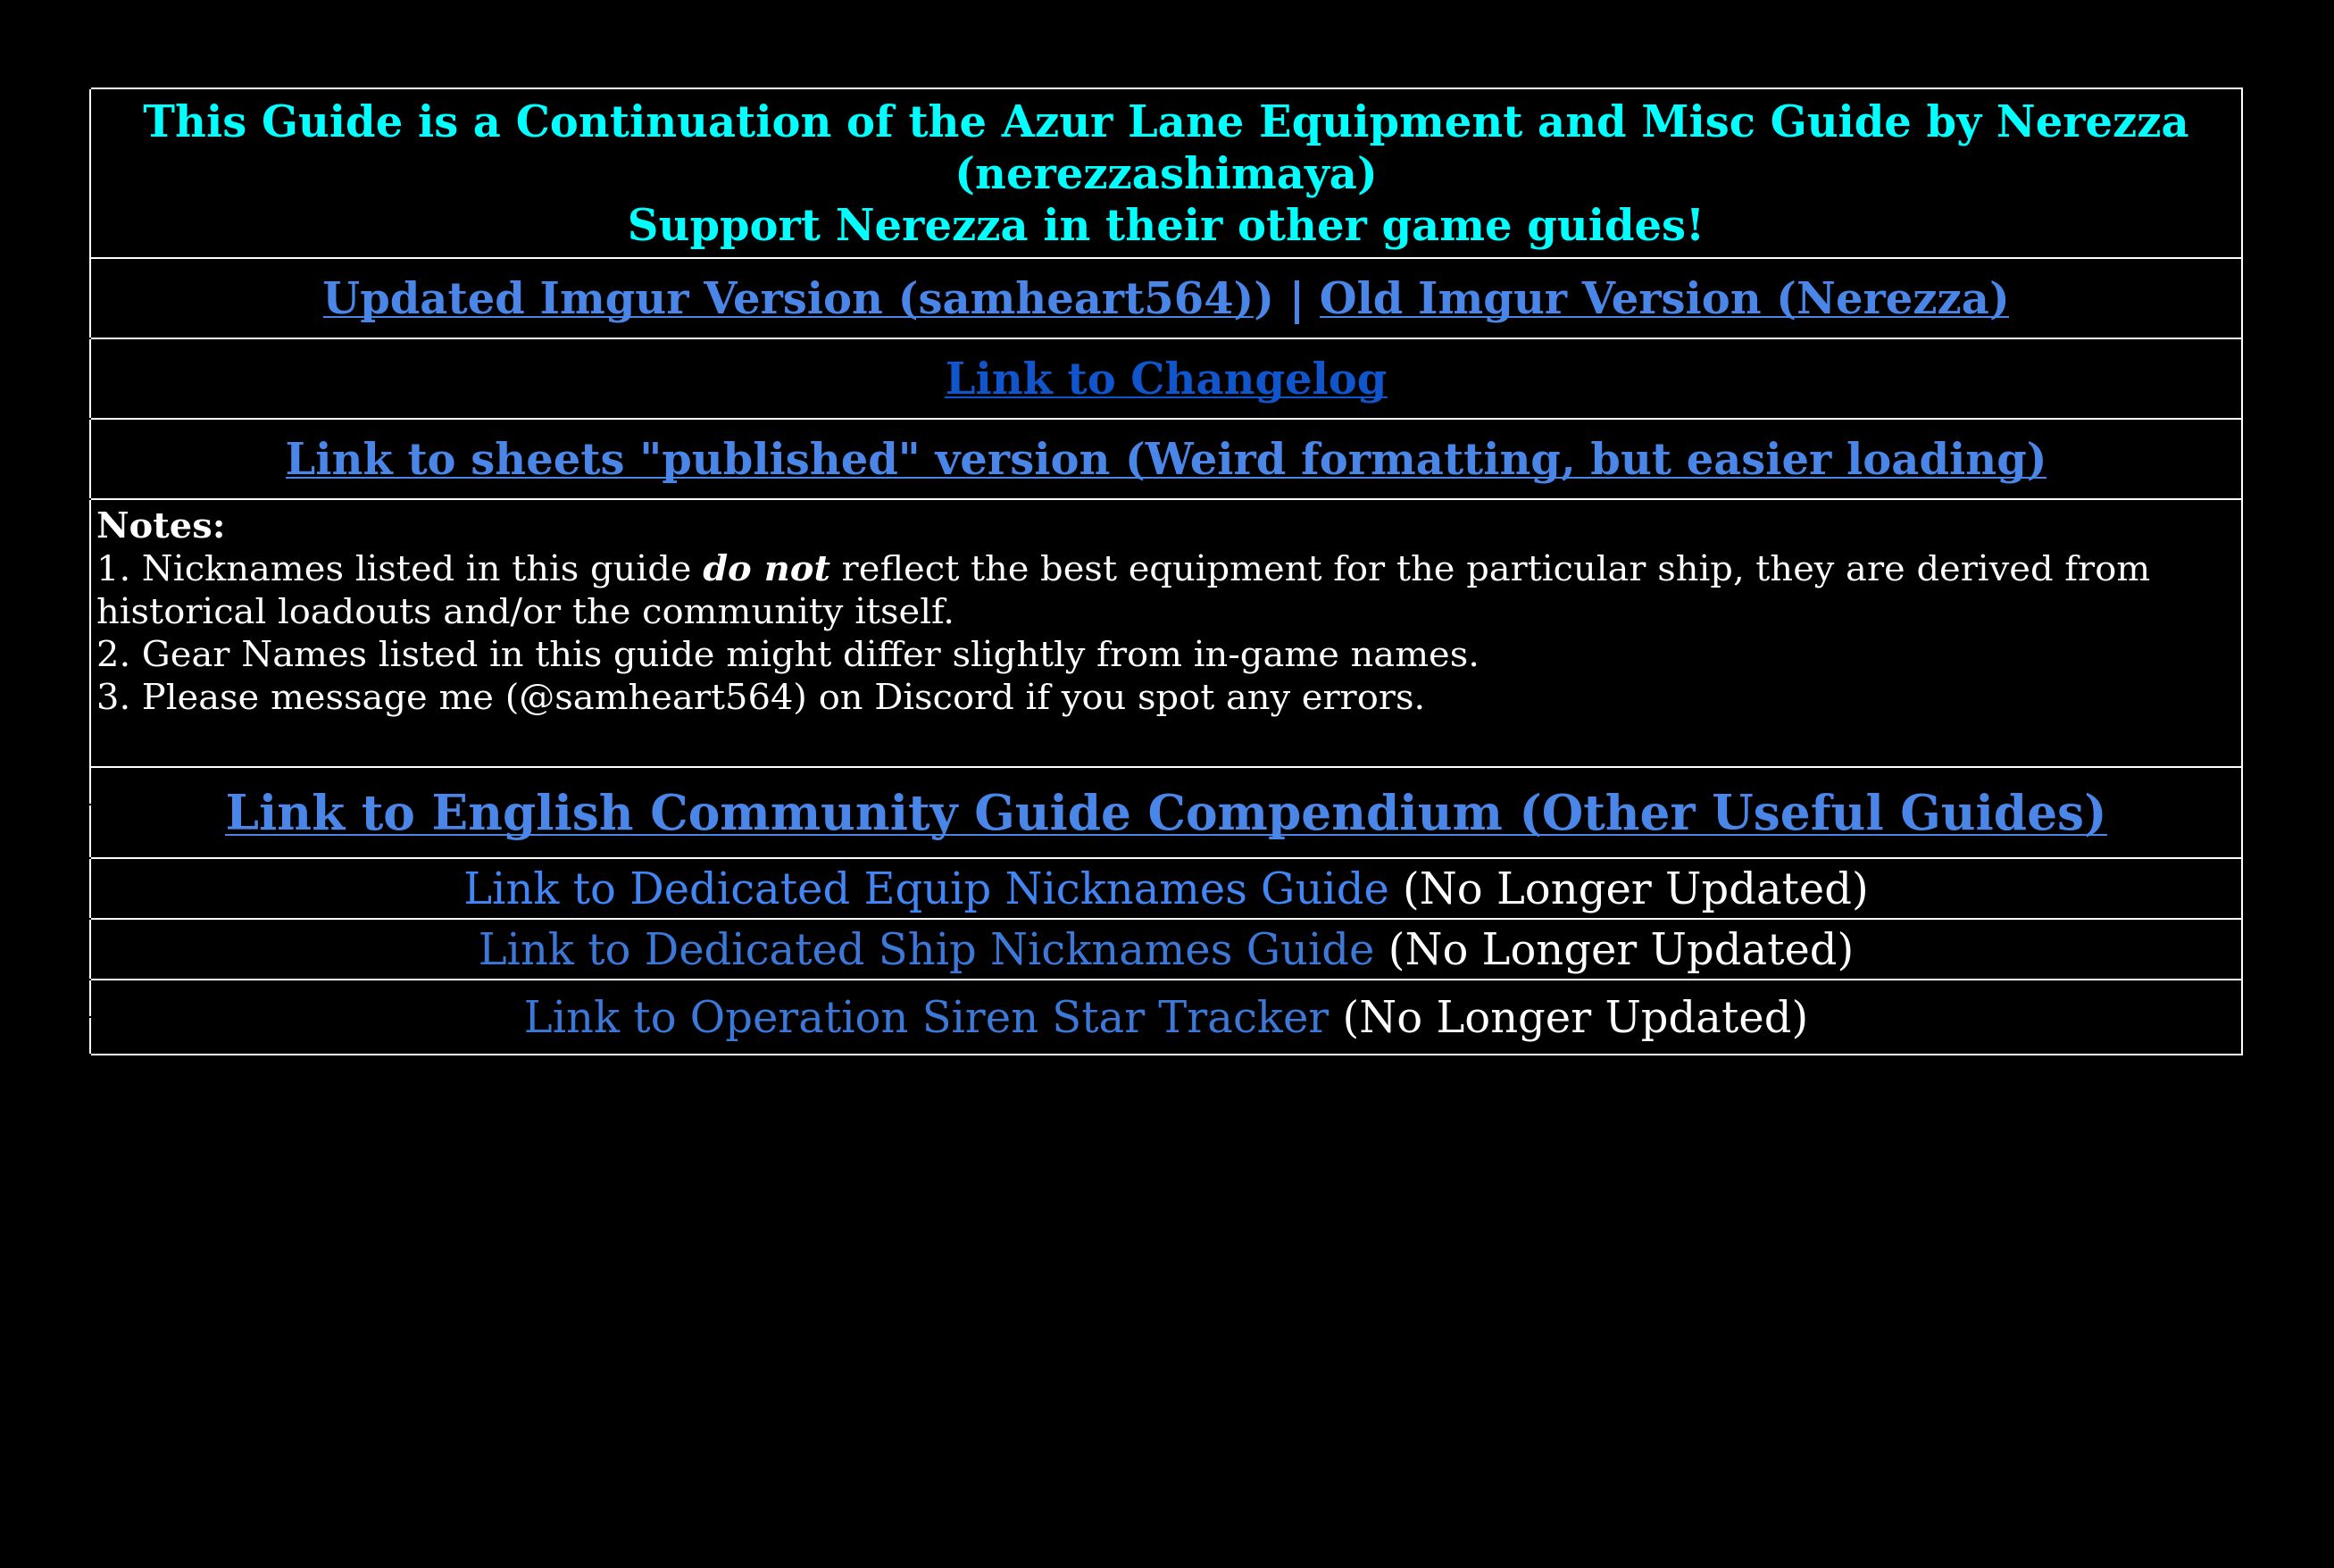 This Guide is a Continuation of the Azur Lane Equipment and Misc Guide by Nerezza
(nerezzashimaya)
Support Nerezza in their other game guides!
Updated Imgur Version (samheart564)) | Old Imgur Version (Nerezza)
Link to Changelog
Link to sheets "published" version (Weird formatting, but easier loading)
Notes:
1. Nicknames listed in this guide do not reflect the best equipment for the particular ship, they are derived from
historical loadouts and/or the community itself.
2. Gear Names listed in this guide might differ slightly from in-game names.
3. Please message me (@samheart564) on Discord if you spot any errors.
Link to English Community Guide Compendium (Other Useful Guides)
Link to Dedicated Equip Nicknames Guide (No Longer Updated)
Link to Dedicated Ship Nicknames Guide (No Longer Updated)
Link to Operation Siren Star Tracker (No Longer Updated)